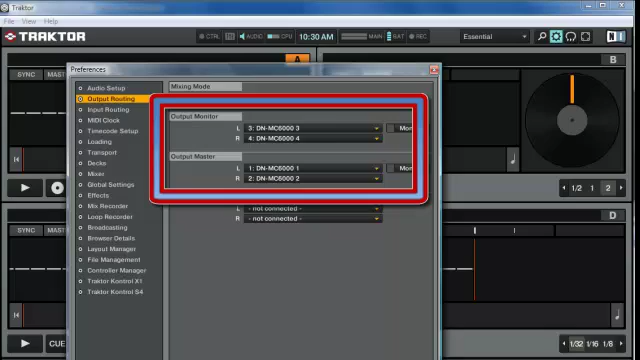 Traktor
File View
TRAKTOR
CTRL
AUDIO
CPU
10:30 AM
MAIN
BAT
REC
Essential
SYNC
A
B
Preferences
SYNC
Audio Setup
Output Routing
Input Routing
MIDI Clock
Timecode Setup
Loading
Transport
Decks
Mixer
Global Settings
Effects
Mix Recorder
Loop Recorder
Broadcasting
Browser Details
Layout Manager
File Management
Controller Manager
Traktor Kontrol X1
Traktor Kontrol S4
Mixing Mode
Output Monitor
L 3: DN-MC6000 3 Mon
R 4: DN-MC6000 4
Output Master
L 1: DN-MC6000 1 Mon
R 2: DN-MC6000 2
L - not connected -
R - not connected -
1/2 1 2
D
SYNC
SYNC MAST
CUE
1/32 1/16 1/8